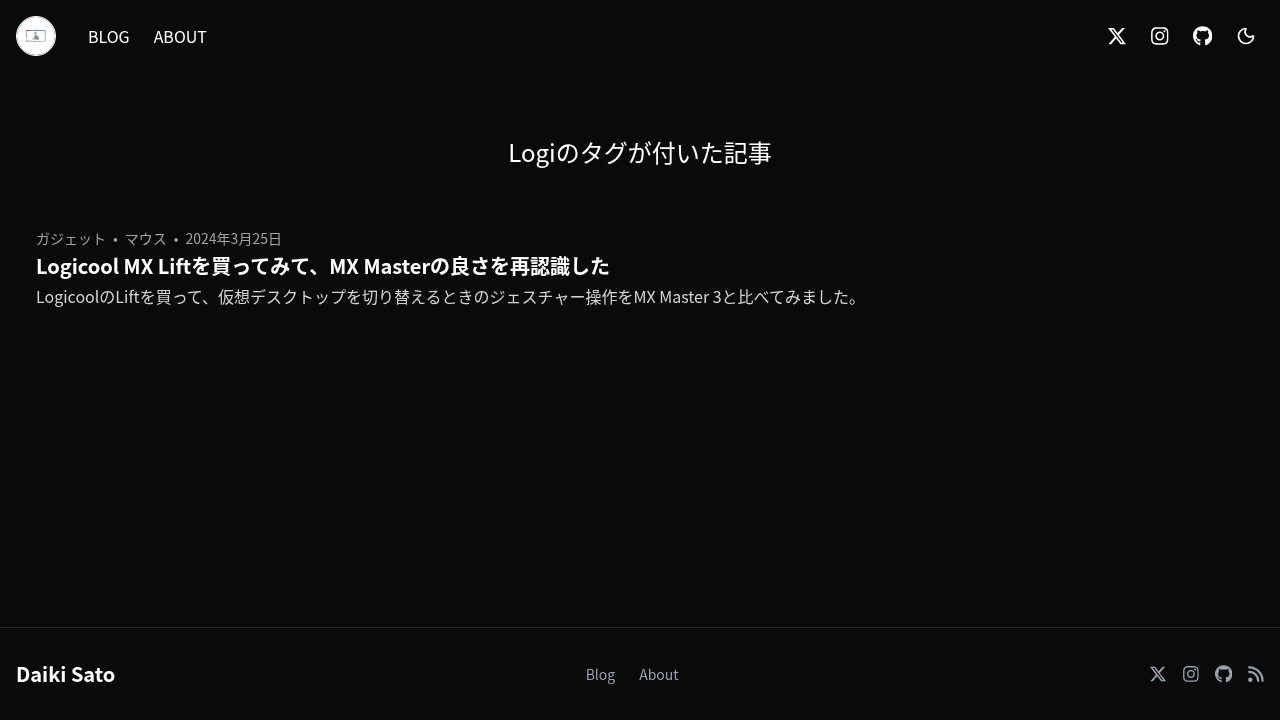 BLOG ABOUT
Logiのタグが付いた記事
ガジェット • マウス • 2024年3月25日
Logicool MX Liftを買ってみて、MX Masterの良さを再認識した
LogicoolのLiftを買って、仮想デスクトップを切り替えるときのジェスチャー操作をMX Master 3と比べてみました。
Daiki Sato Blog About